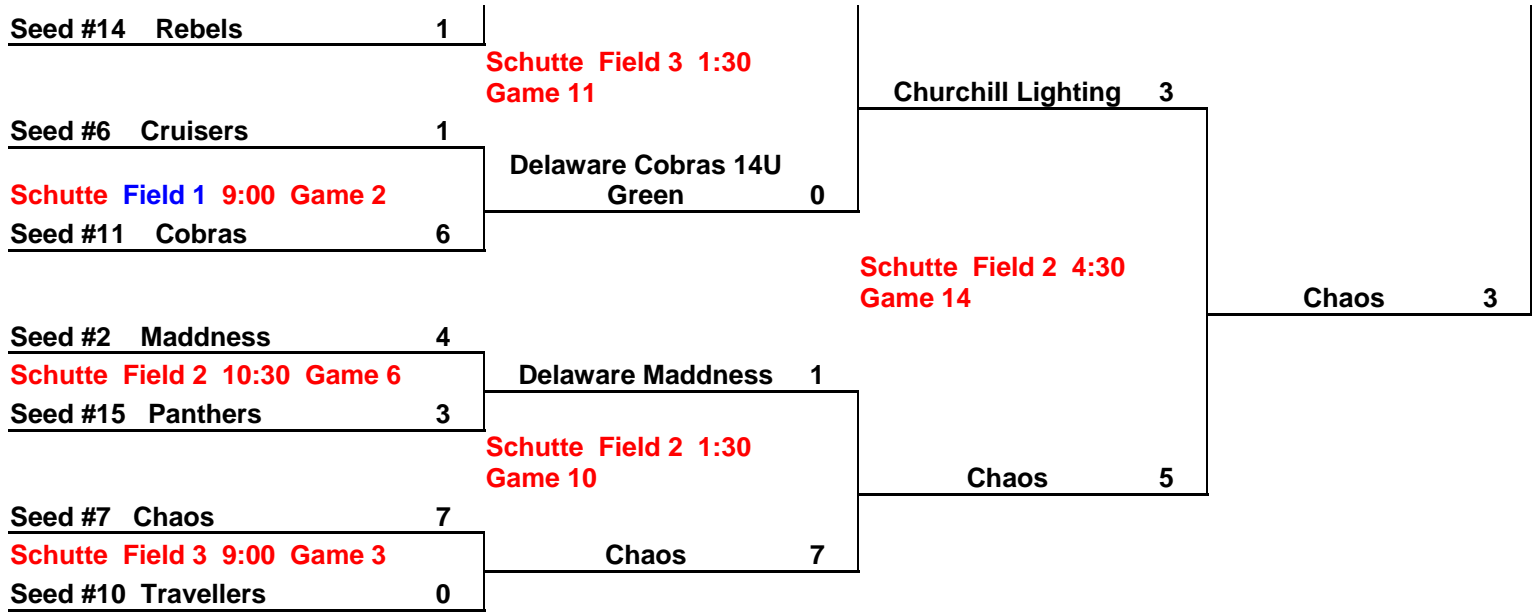 Seed #14 Rebels 1
Schutte Field 3 1:30
Game 11
Churchill Lighting 3
Seed #6 Cruisers 1
Delaware Cobras 14U
Green 0
Schutte Field 1 9:00 Game 2
Seed #11 Cobras 6
Schutte Field 2 4:30
Game 14
Chaos 3
Seed #2 Maddness 4
Schutte Field 2 10:30 Game 6
Delaware Maddness 1
Seed #15 Panthers 3
Schutte Field 2 1:30
Game 10
Chaos 5
Seed #7 Chaos 7
Schutte Field 3 9:00 Game 3
Chaos 7
Seed #10 Travellers 0